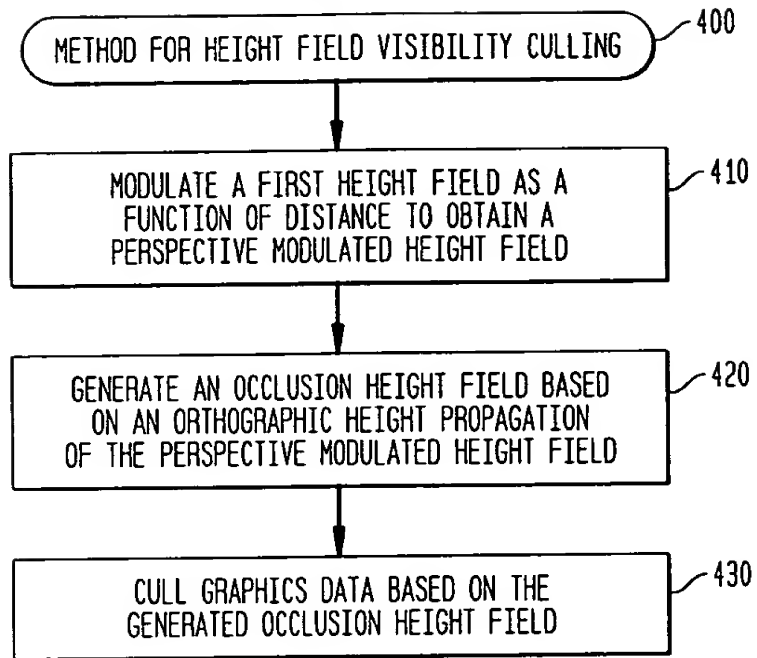 METHOD FOR HEIGHT FIELD VISIBILITY CULLING
400
MODULATE A FIRST HEIGHT FIELD AS A
FUNCTION OF DISTANCE TO OBTAIN A
PERSPECTIVE MODULATED HEIGHT FIELD
410
GENERATE AN OCCLUSION HEIGHT FIELD BASED
ON AN ORTHOGRAPHIC HEIGHT PROPAGATION
OF THE PERSPECTIVE MODULATED HEIGHT FIELD
420
CULL GRAPHICS DATA BASED ON THE
GENERATED OCCLUSION HEIGHT FIELD
430